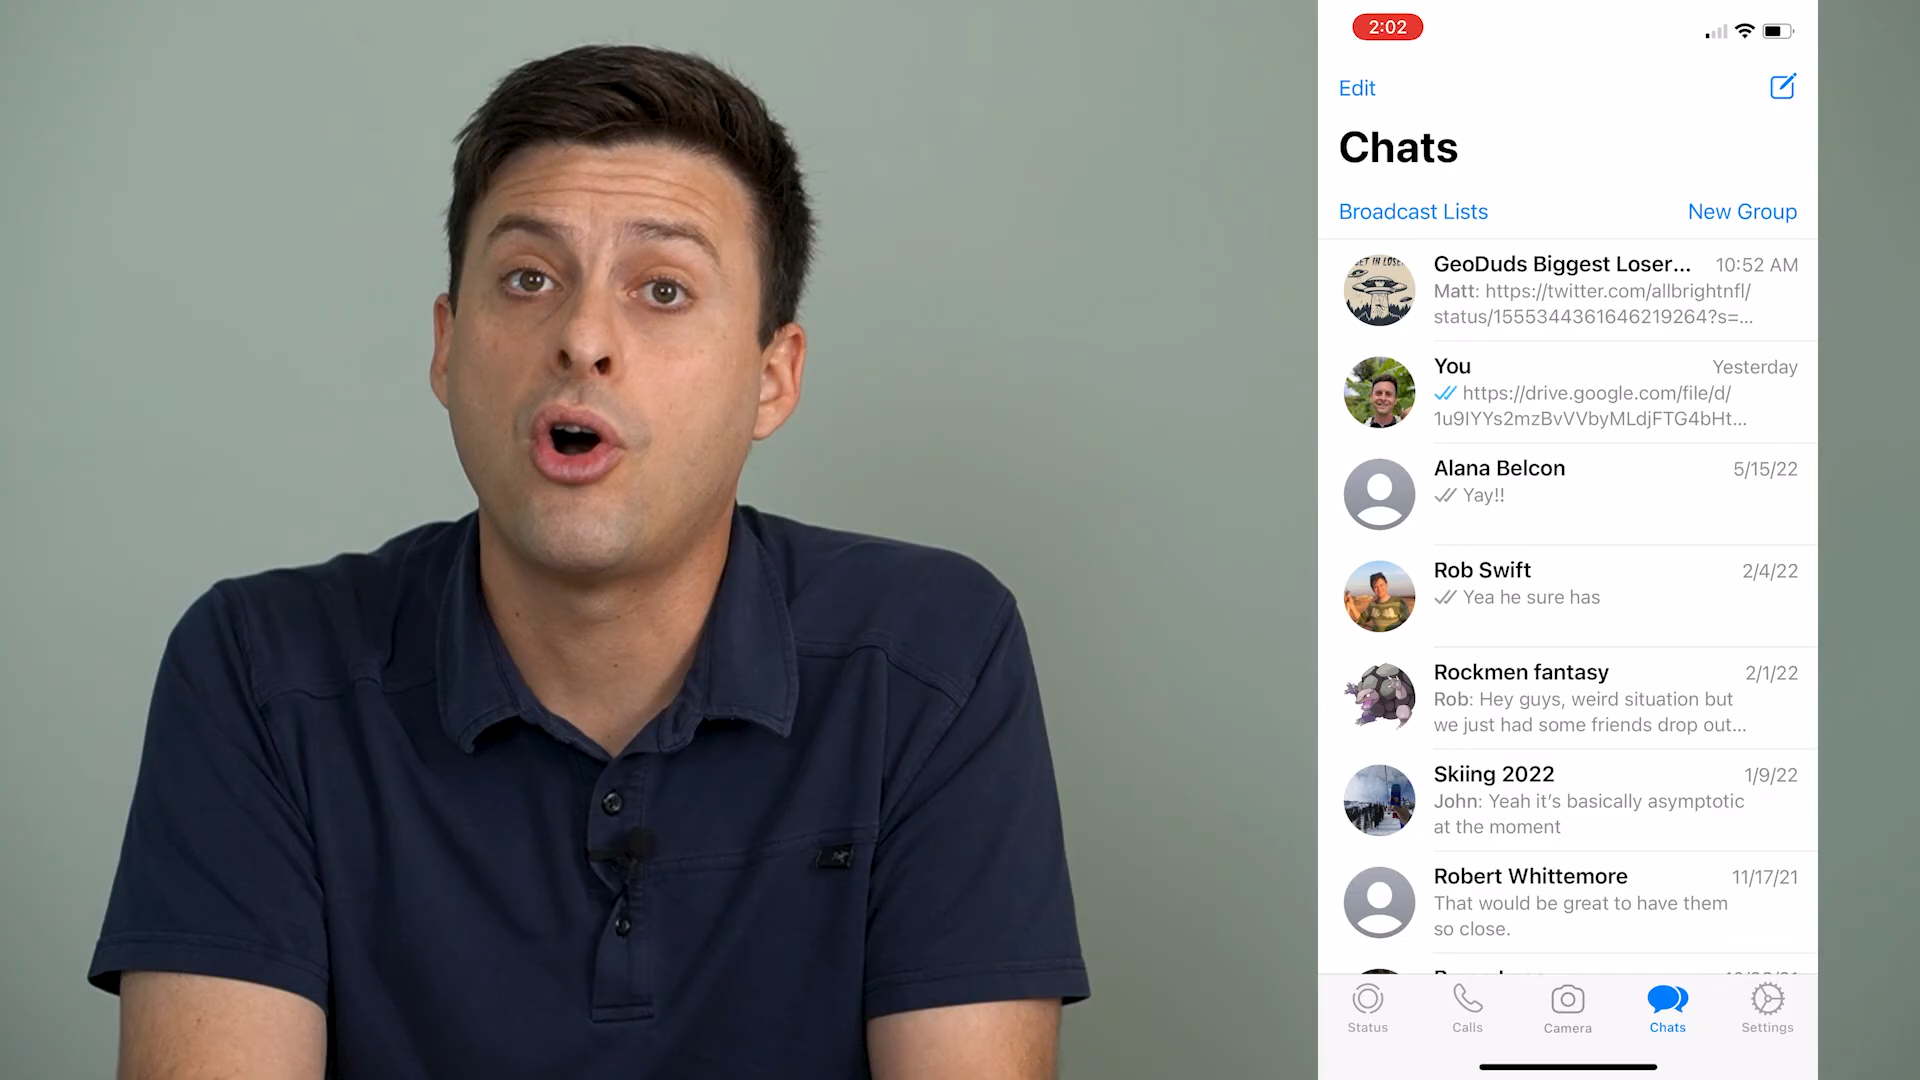 2:02
Edit
Chats
Broadcast Lists
New Group
GeoDuds Biggest Loser...
10:52 AM
Matt: https://twitter.com/allbrightnfl/
status/1555344361646219264?s=...
You
Yesterday
https://drive.google.com/file/d/
1u9IYYs2mzBvVVbyMLdjFTG4bHt...
Alana Belcon
5/15/22
Yay!!
Rob Swift
2/4/22
Yea he sure has
Rockmen fantasy
2/1/22
Rob: Hey guys, weird situation but
we just had some friends drop out...
Skiing 2022
1/9/22
John: Yeah it's basically asymptotic
at the moment
Robert Whittemore
11/17/21
That would be great to have them
so close.
Status
Calls
Camera
Chats
Settings